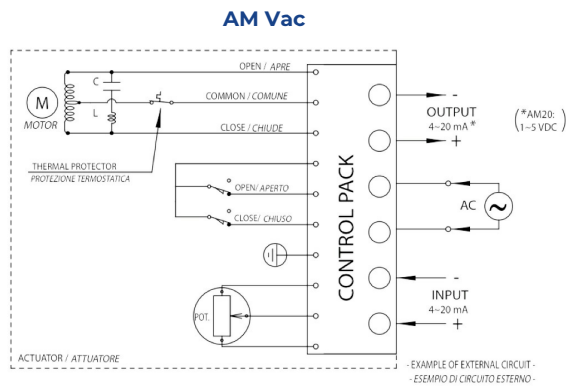 AM Vac
OPEN / APRE
C
COMMON / COMUNE
M
MOTOR
L
CLOSE / CHIUDE
THERMAL PROTECTOR
PROTEZIONE TERMOSTATICA
OPEN/ APERTO
CLOSE/ CHIUSO
POT.
ACTUATOR / ATTUATORE
CONTROL PACK
-
OUTPUT
4~20 mA *
+
(*AM20:
1~5 VDC)
AC
~
-
INPUT
4~20 mA
+
- EXAMPLE OF EXTERNAL CIRCUIT -
- ESEMPIO DI CIRCUITO ESTERNO -